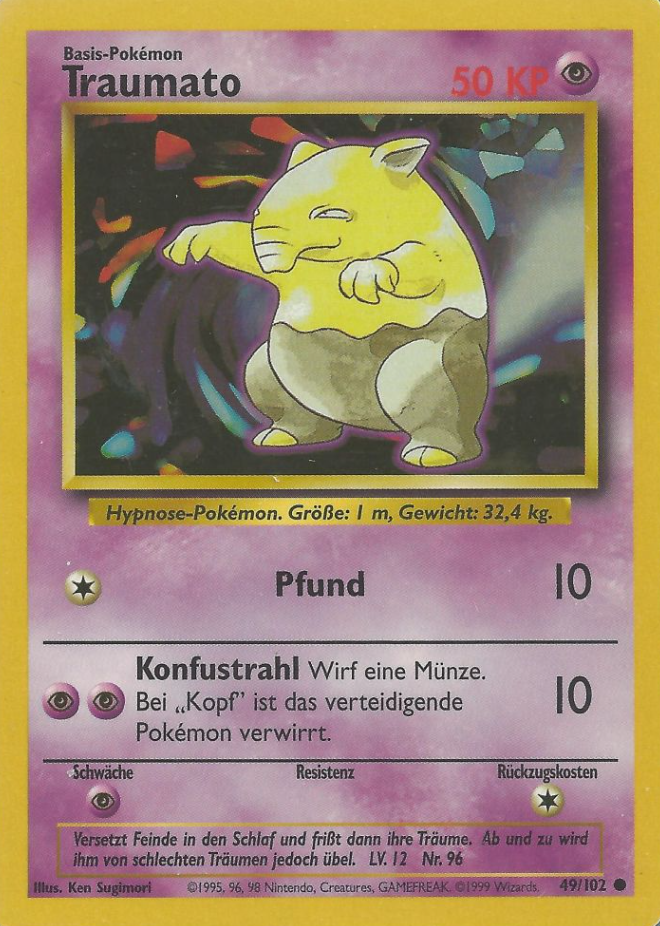 Basis-Pokémon
Traumato
50 KP
Hypnose-Pokémon. Größe: 1 m, Gewicht: 32,4 kg.
Pfund 10
Konfustrahl Wirf eine Münze.
Bei „Kopf” ist das verteidigende
Pokémon verwirrt.
10
Schwäche Resistenz Rückzugskosten
Versetzt Feinde in den Schlaf und frißt dann ihre Träume. Ab und zu wird
ihm von schlechten Träumen jedoch übel. LV. 12 Nr. 96
Illus. Ken Sugimori ©1995, 96, 98 Nintendo, Creatures, GAMEFREAK. ©1999 Wizards. 49/102